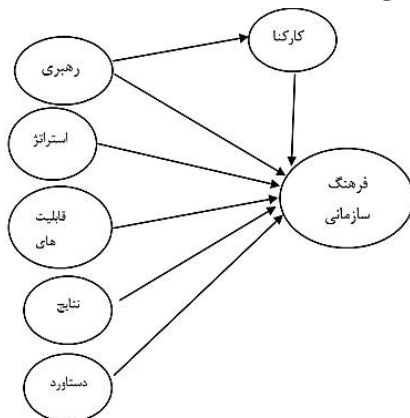 کارکنا
رهبری
استراتژ
فرهنگ
سازمانی
قابلیت
های
نتایج
دستاورد